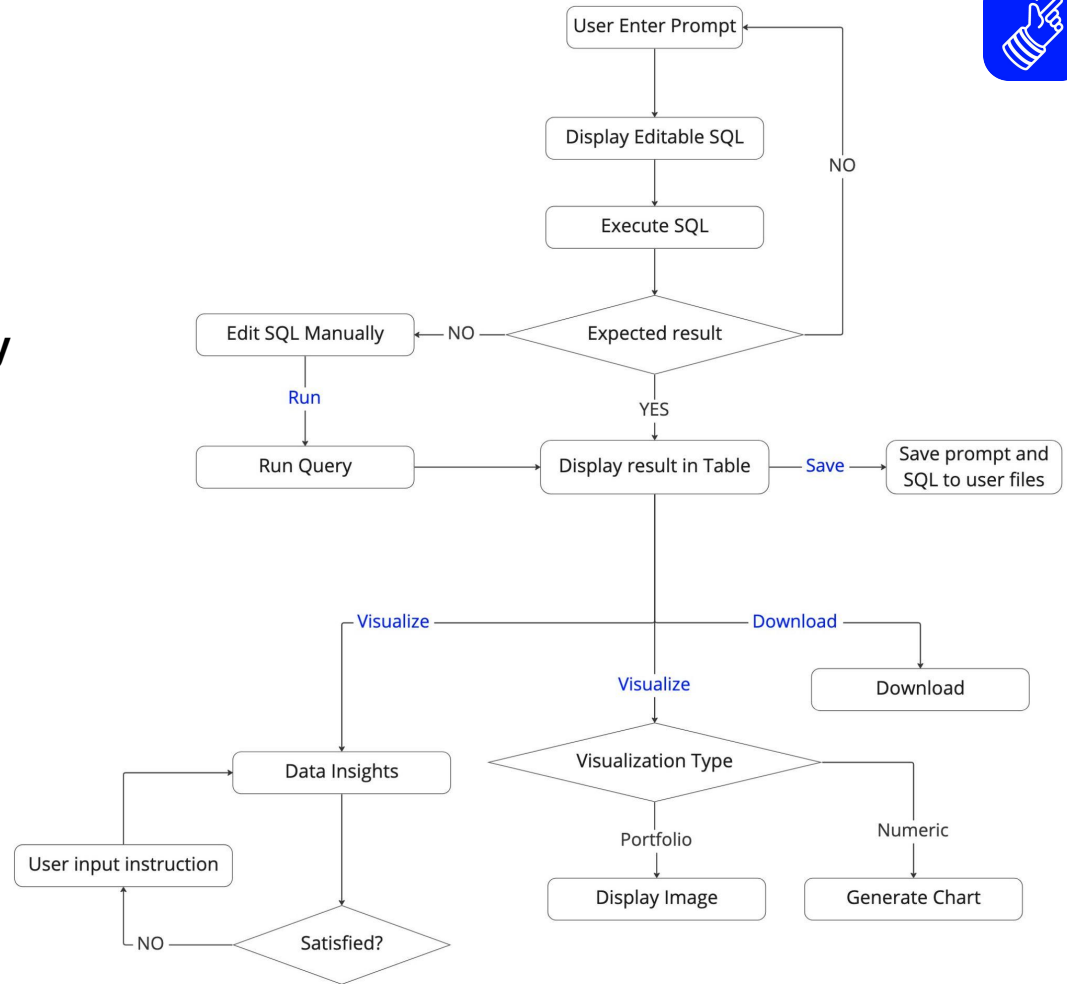 User Enter Prompt
Display Editable SQL
NO
Execute SQL
Edit SQL Manually
NO
Expected result
Run
YES
Run Query
Display result in Table
Save
Save prompt and
SQL to user files
Visualize
Download
Visualize
Download
Data Insights
Visualization Type
Portfolio
Numeric
User input instruction
Display Image
Generate Chart
NO
Satisfied?